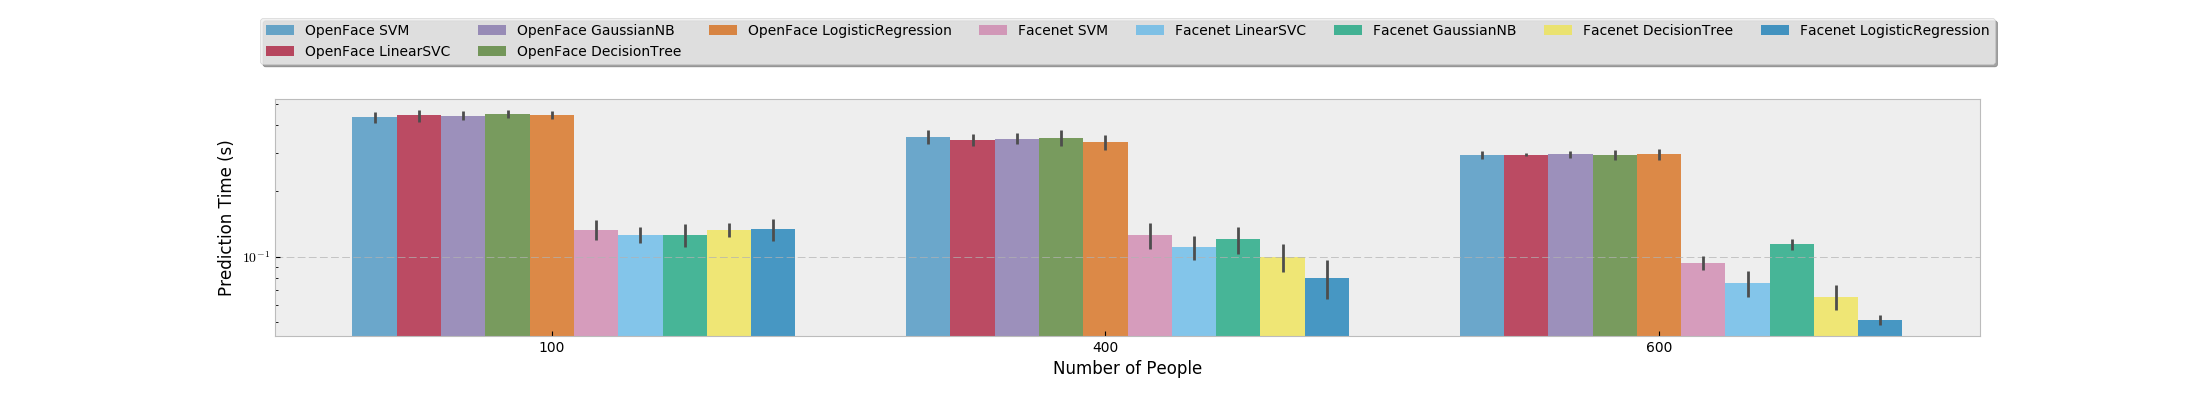 OpenFace SVM OpenFace GaussianNB OpenFace LogisticRegression Facenet SVM Facenet LinearSVC Facenet GaussianNB Facenet DecisionTree Facenet LogisticRegression
OpenFace LinearSVC OpenFace DecisionTree
Prediction Time (s)
10⁻¹
100 400 600
Number of People